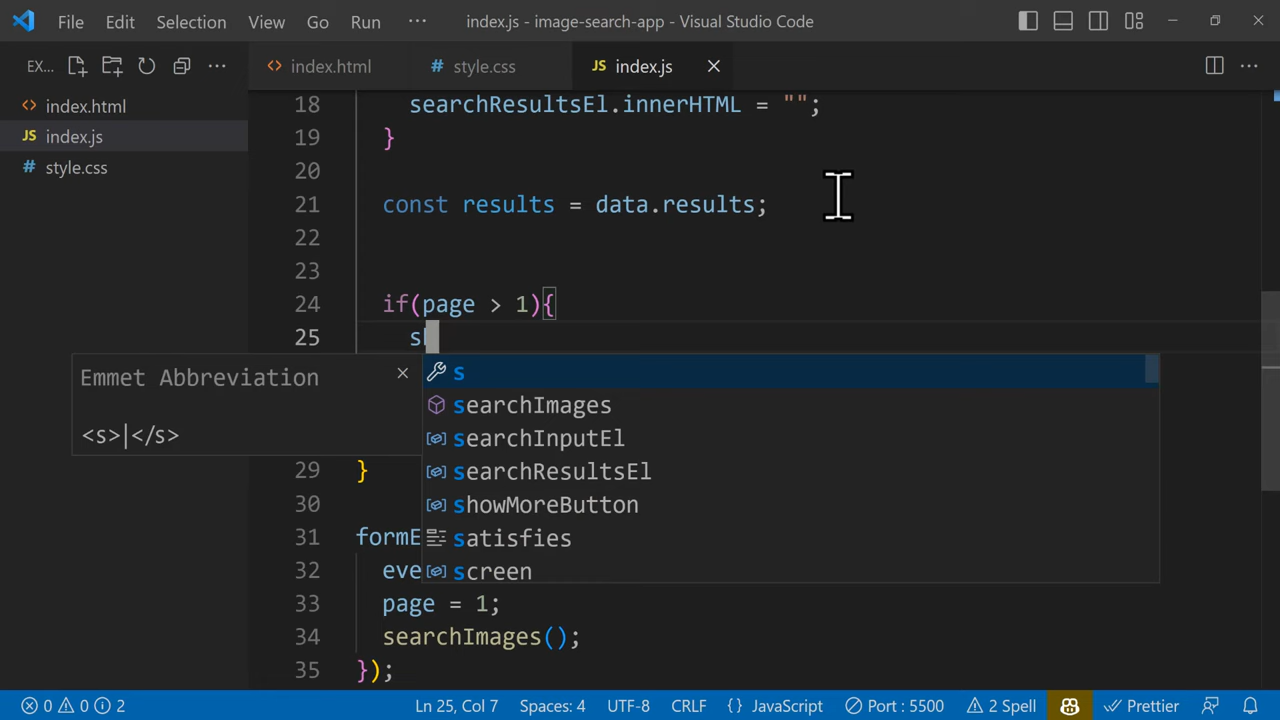 File Edit Selection View Go Run ··· index.js - image-search-app - Visual Studio Code
EX... ··· index.html style.css JS index.js
index.html
JS index.js
# style.css
18 searchResultsEl.innerHTML = "";
19 }
20
21 const results = data.results;
22
23
24 if(page > 1){
25 s
Emmet Abbreviation
<s>|</s>
s
searchImages
searchInputEl
searchResultsEl
showMoreButton
satisfies
screen
29 }
30
31 formE
32 eve
33 page = 1;
34 searchImages();
35 });
0 0 2 Ln 25, Col 7 Spaces: 4 UTF-8 CRLF {} JavaScript Port : 5500 2 Spell Prettier